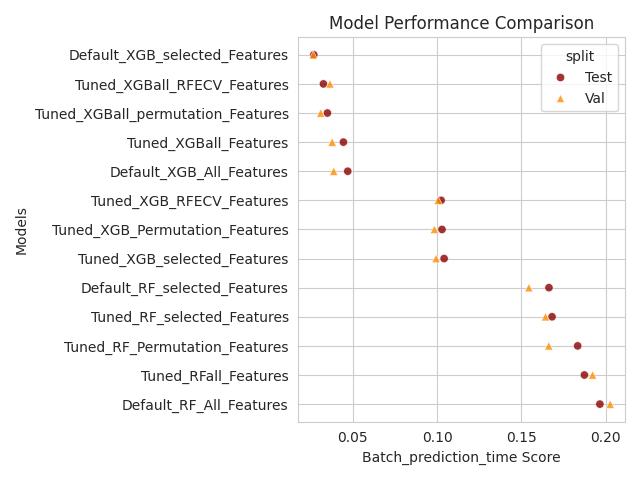 Model Performance Comparison
Default_XGB_selected_Features
Tuned_XGBall_RFECV_Features
Tuned_XGBall_permutation_Features
Tuned_XGBall_Features
Default_XGB_All_Features
Tuned_XGB_RFECV_Features
Tuned_XGB_Permutation_Features
Tuned_XGB_selected_Features
Default_RF_selected_Features
Tuned_RF_selected_Features
Tuned_RF_Permutation_Features
Tuned_RFall_Features
Default_RF_All_Features
Models
split
Test
Val
0.05 0.10 0.15 0.20
Batch_prediction_time Score